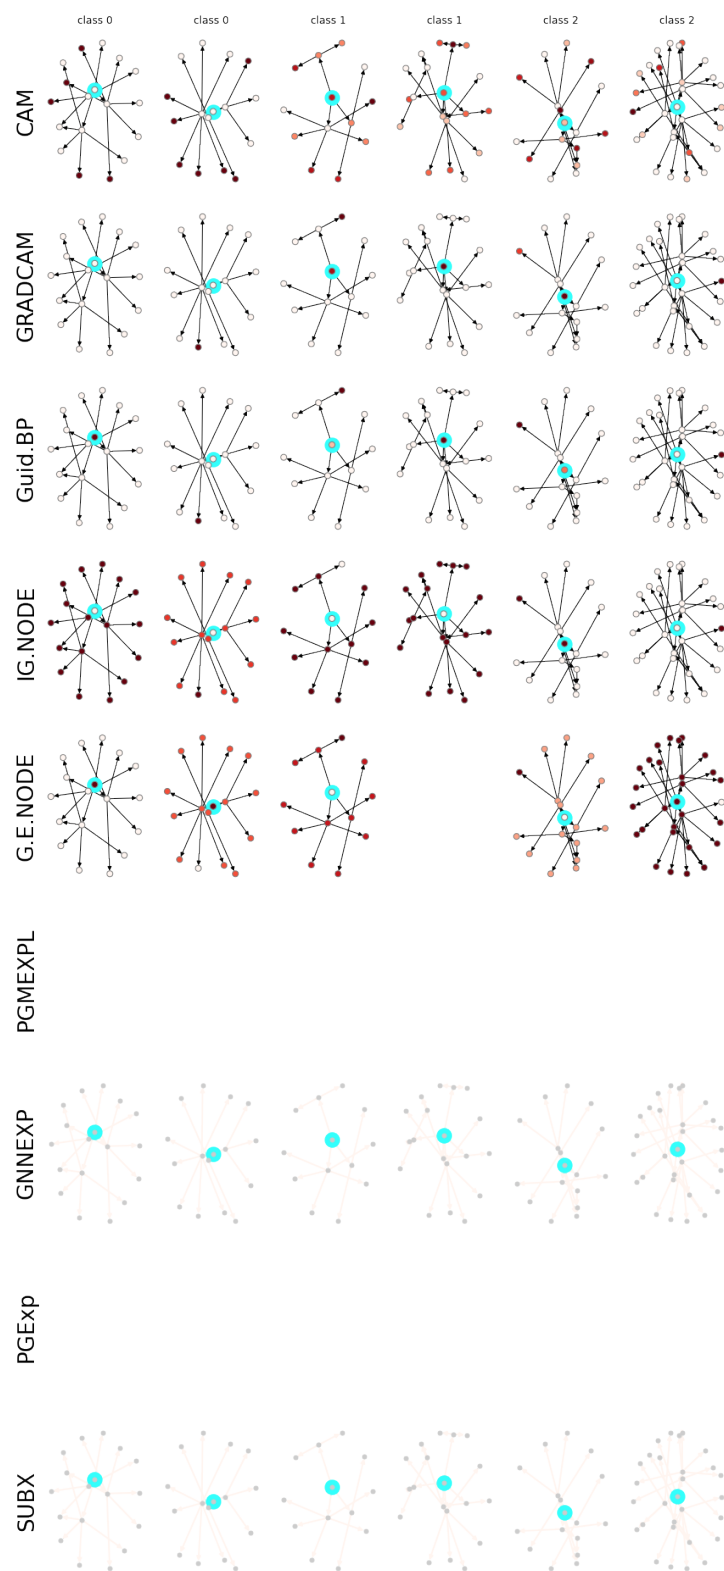 class 0 class 0 class 1 class 1 class 2 class 2
CAM
GRADCAM
Guid.BP
IG.NODE
G.E.NODE
PGMEXPL
GNNEXP
PGExp
SUBX